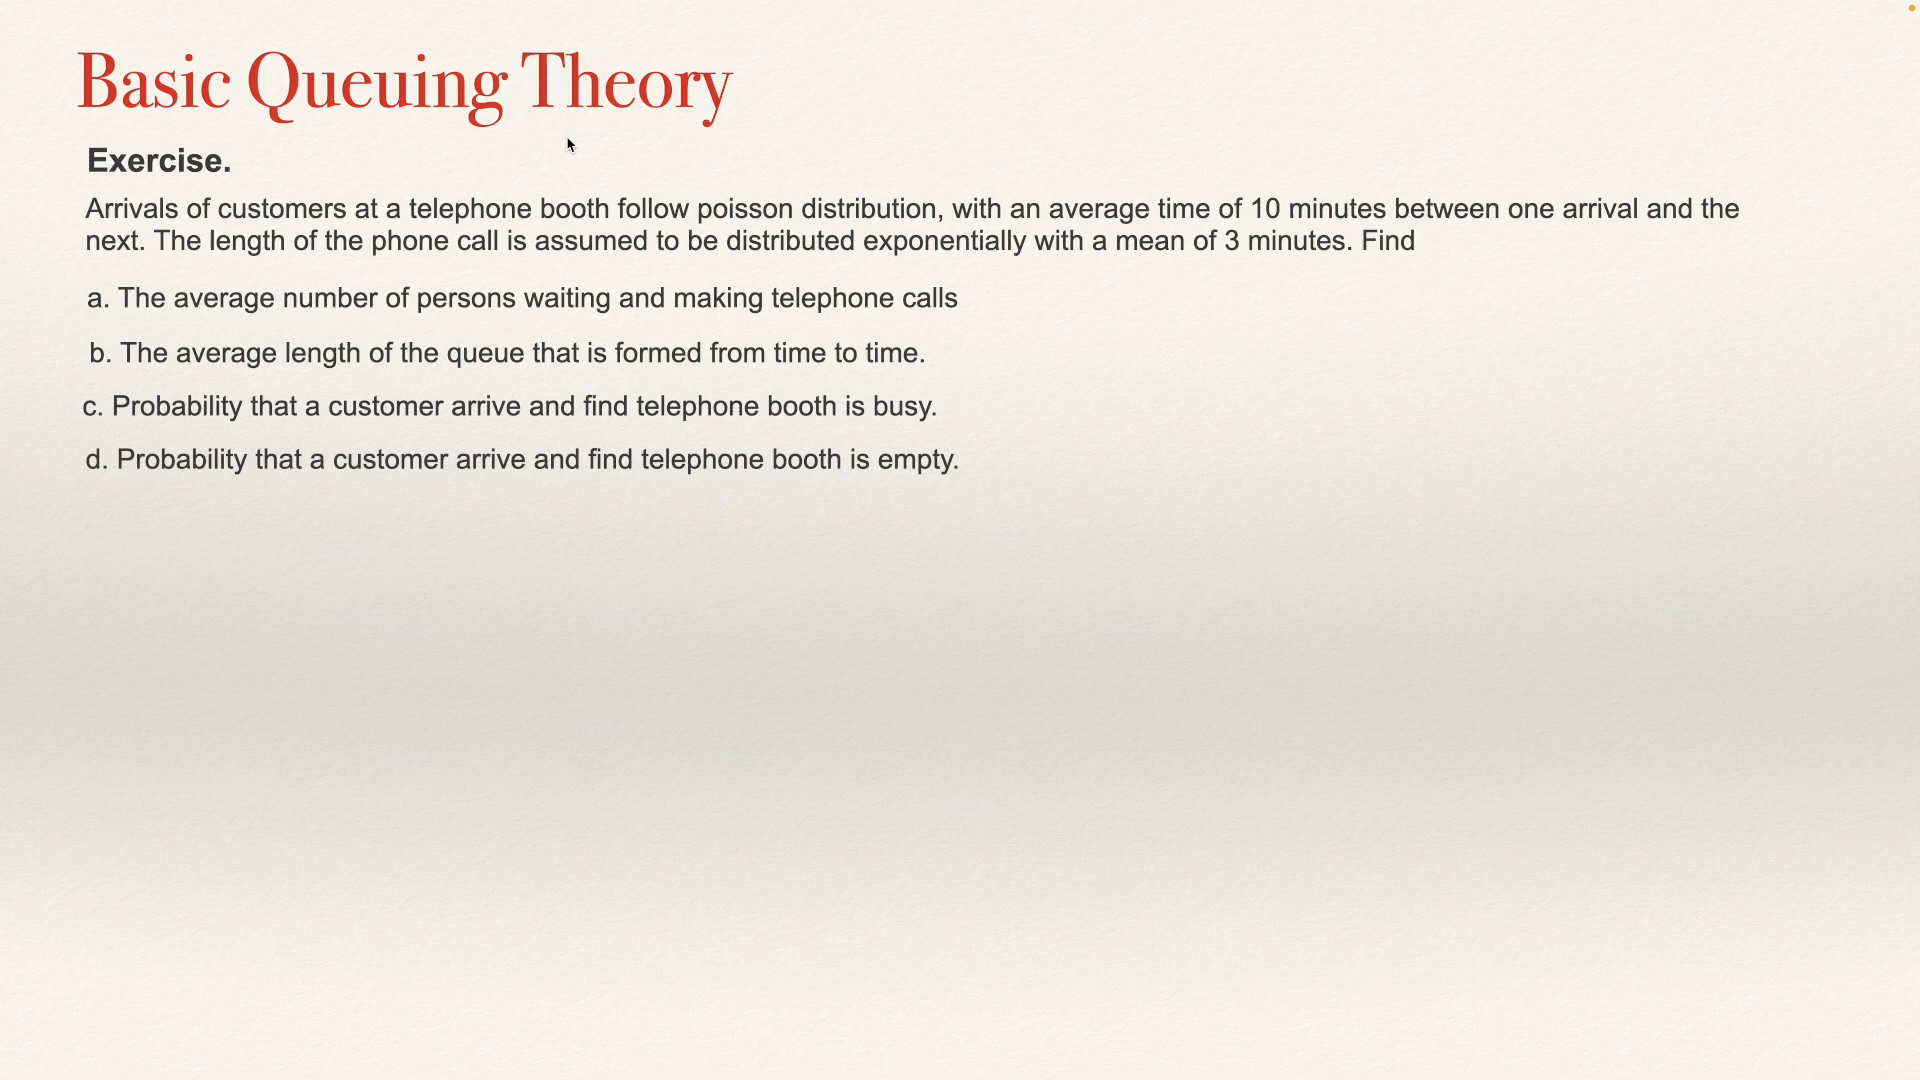 Basic Queuing Theory
Exercise.
Arrivals of customers at a telephone booth follow poisson distribution, with an average time of 10 minutes between one arrival and the
next. The length of the phone call is assumed to be distributed exponentially with a mean of 3 minutes. Find
a. The average number of persons waiting and making telephone calls
b. The average length of the queue that is formed from time to time.
c. Probability that a customer arrive and find telephone booth is busy.
d. Probability that a customer arrive and find telephone booth is empty.